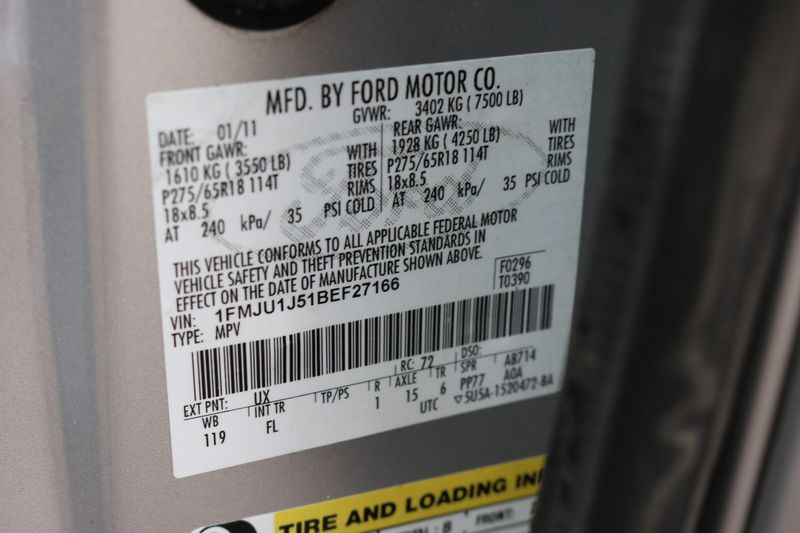 MFD. BY FORD MOTOR CO.
DATE: 01/11 GVWR: 3402 KG ( 7500 LB)
FRONT GAWR: REAR GAWR:
1610 KG ( 3550 LB) WITH 1928 KG ( 4250 LB) WITH
P275/65R18 114T TIRES P275/65R18 114T TIRES
18x8.5 RIMS 18x8.5 RIMS
AT 240 kPa/ 35 PSI COLD AT 240 kPa/ 35 PSI COLD
Ford
THIS VEHICLE CONFORMS TO ALL APPLICABLE FEDERAL MOTOR
VEHICLE SAFETY AND THEFT PREVENTION STANDARDS IN
EFFECT ON THE DATE OF MANUFACTURE SHOWN ABOVE.
VIN: 1FMJU1J51BEF27166 F0296
TYPE: MPV T0390
EXT PNT: UX RC: 72 DSO: AB714
WB INT TR TP/PS R AXLE TR SPR AOA
119 FL 1 15 6 PP77
UTC ▽5U5A-1520472-BA
TIRE AND LOADING
8 FRONT: